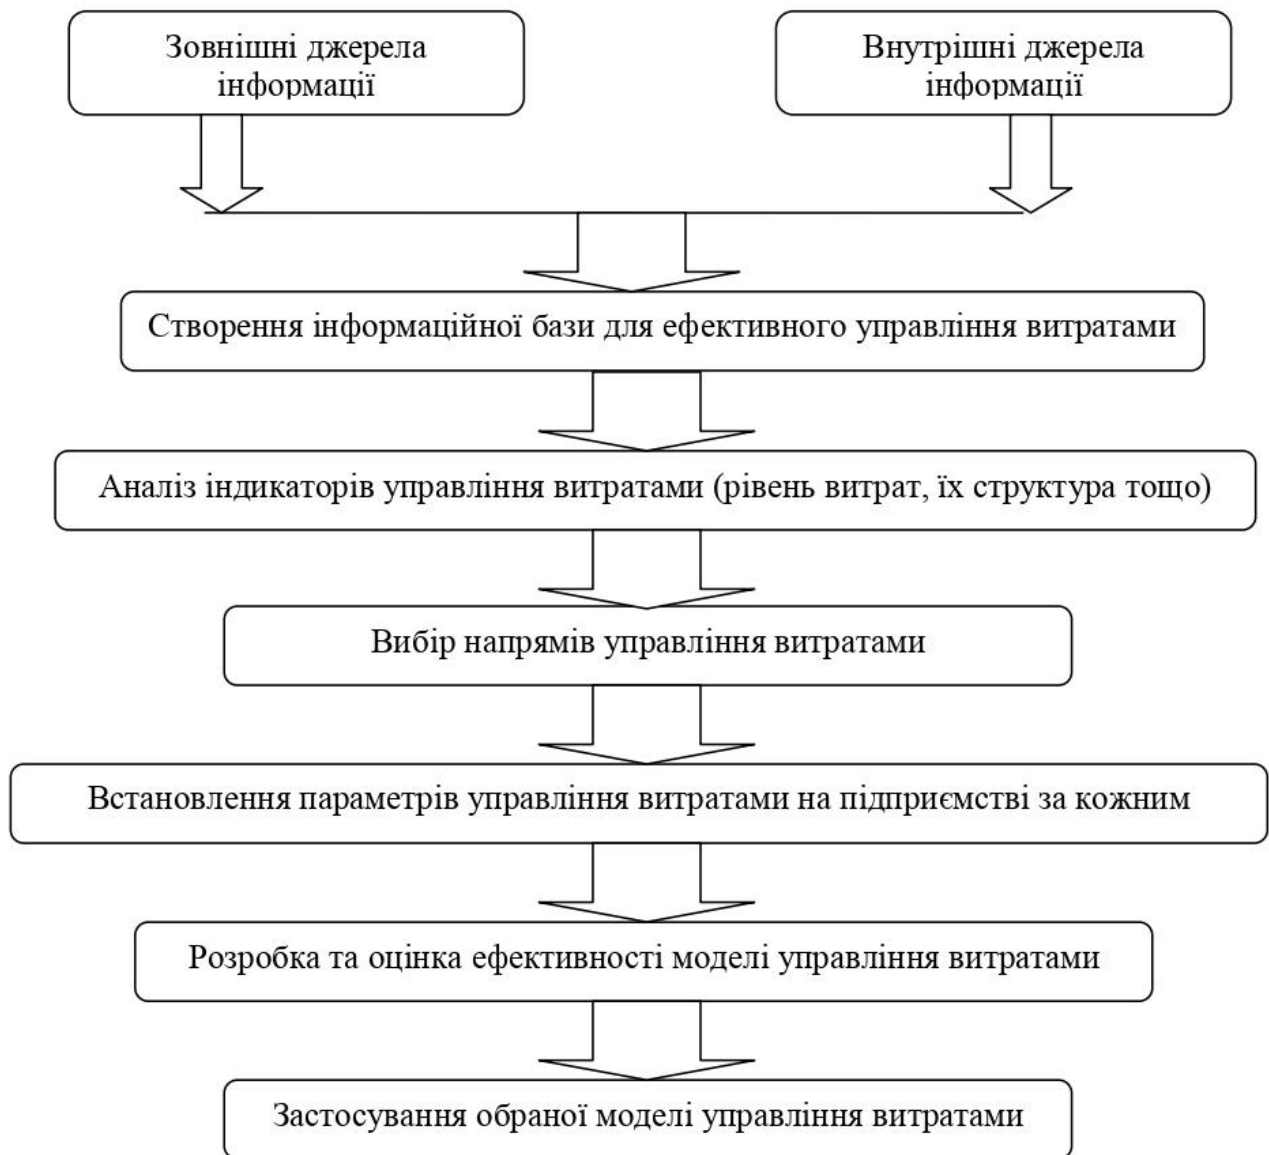 Зовнішні джерела
інформації
Внутрішні джерела
інформації
Створення інформаційної бази для ефективного управління витратами
Аналіз індикаторів управління витратами (рівень витрат, їх структура тощо)
Вибір напрямів управління витратами
Встановлення параметрів управління витратами на підприємстві за кожним
Розробка та оцінка ефективності моделі управління витратами
Застосування обраної моделі управління витратами